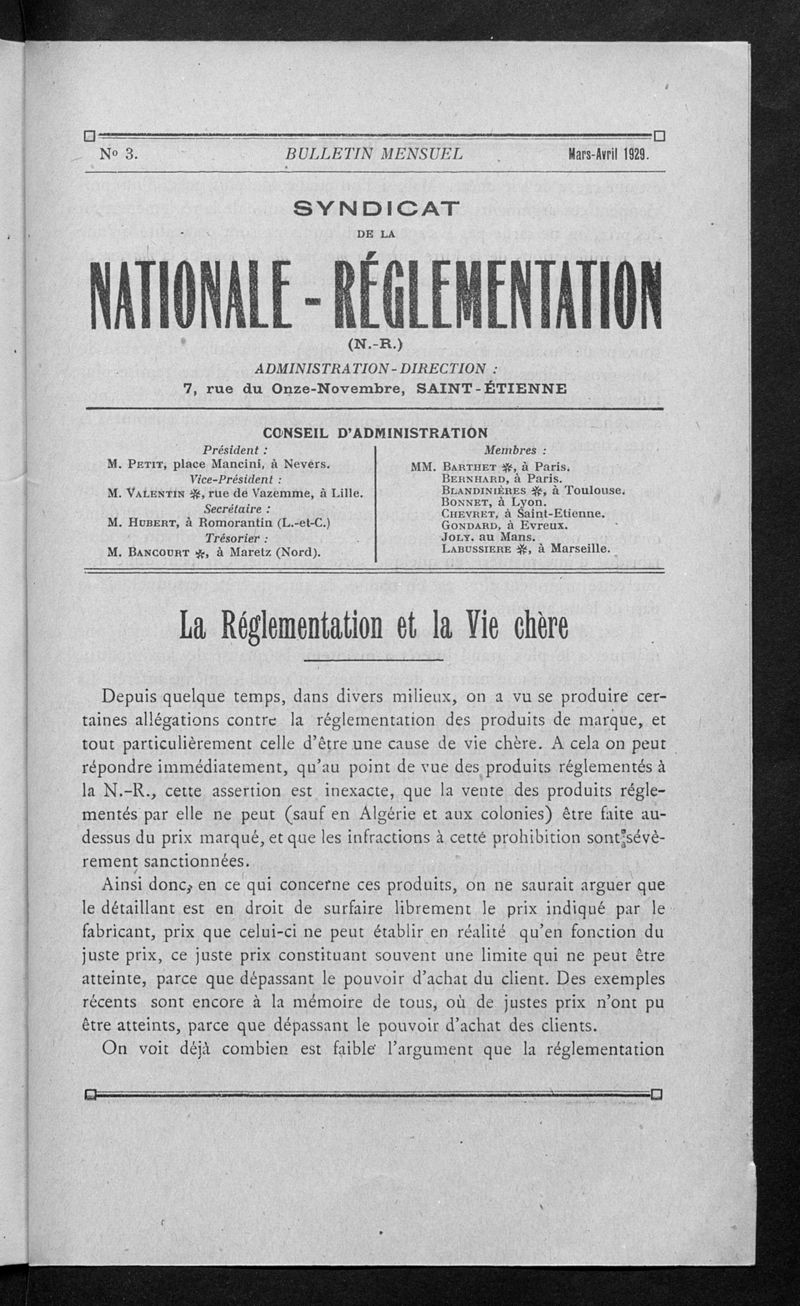 N° 3. BULLETIN MENSUEL Mars-Avril 1929.
SYNDICAT
DE LA
NATIONALE - RÉGLEMENTATION
(N.-R.)
ADMINISTRATION-DIRECTION :
7, rue du Onze-Novembre, SAINT-ÉTIENNE
CONSEIL D'ADMINISTRATION
Président :
M. PETIT, place Mancini, à Nevers.
Vice-Président :
M. VALENTIN ✻, rue de Vazemme, à Lille.
Secrétaire :
M. HUBERT, à Romorantin (L.-et-C.)
Trésorier :
M. BANCOURT ✻, à Maretz (Nord).
Membres :
MM. BARTHET ✻, à Paris.
BERNHARD, à Paris.
BLANDINIÈRES ✻, à Toulouse.
BONNET, à Lyon.
CHEVRET, à Saint-Etienne.
GONDARD, à Evreux.
JOLY, au Mans.
LABUSSIERE ✻, à Marseille.
La Réglementation et la Vie chère
Depuis quelque temps, dans divers milieux, on a vu se produire cer-
taines allégations contre la réglementation des produits de marque, et
tout particulièrement celle d'être une cause de vie chère. A cela on peut
répondre immédiatement, qu'au point de vue des produits réglementés à
la N.-R., cette assertion est inexacte, que la vente des produits régle-
mentés par elle ne peut (sauf en Algérie et aux colonies) être faite au-
dessus du prix marqué, et que les infractions à cette prohibition sont sévè-
rement sanctionnées.
Ainsi donc, en ce qui concerne ces produits, on ne saurait arguer que
le détaillant est en droit de surfaire librement le prix indiqué par le
fabricant, prix que celui-ci ne peut établir en réalité qu'en fonction du
juste prix, ce juste prix constituant souvent une limite qui ne peut être
atteinte, parce que dépassant le pouvoir d'achat du client. Des exemples
récents sont encore à la mémoire de tous, où de justes prix n'ont pu
être atteints, parce que dépassant le pouvoir d'achat des clients.
On voit déjà combien est faible l'argument que la réglementation